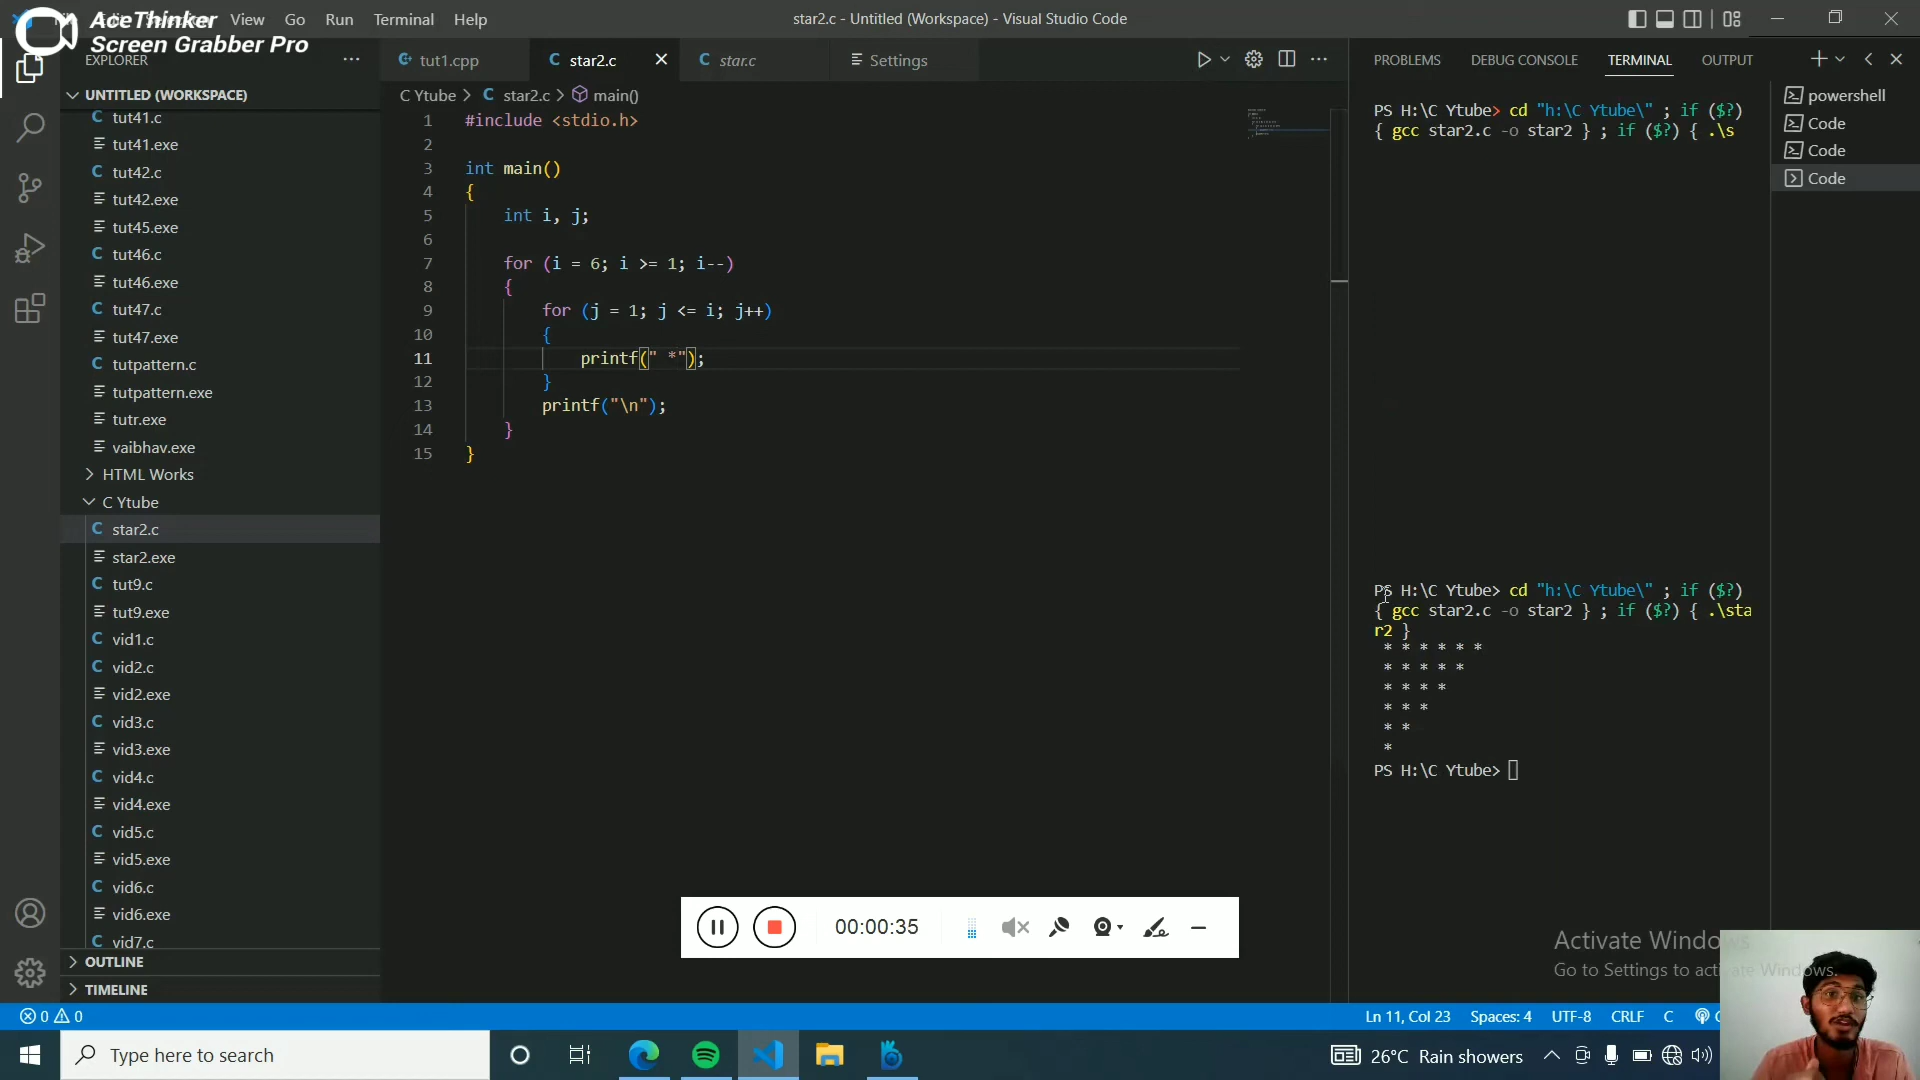 AceThinker
Screen Grabber Pro
View Go Run Terminal Help
star2.c - Untitled (Workspace) - Visual Studio Code
EXPLORER
tut1.cpp
star2.c
star.c
Settings
PROBLEMS DEBUG CONSOLE TERMINAL OUTPUT
UNTITLED (WORKSPACE)
tut41.c
tut41.exe
tut42.c
tut42.exe
tut45.exe
tut46.c
tut46.exe
tut47.c
tut47.exe
tutpattern.c
tutpattern.exe
tutr.exe
vaibhav.exe
HTML Works
C Ytube
star2.c
star2.exe
tut9.c
tut9.exe
vid1.c
vid2.c
vid2.exe
vid3.c
vid3.exe
vid4.c
vid4.exe
vid5.c
vid5.exe
vid6.c
vid6.exe
vid7.c
OUTLINE
TIMELINE
C Ytube > C star2.c > main()
1 #include <stdio.h>
2
3 int main()
4 {
5 int i, j;
6
7 for (i = 6; i >= 1; i--)
8 {
9 for (j = 1; j <= i; j++)
10 {
11 printf(" *");
12 }
13 printf("\n");
14 }
15 }
PS H:\C Ytube> cd "h:\C Ytube\" ; if ($?)
{ gcc star2.c -o star2 } ; if ($?) { .\s
PS H:\C Ytube> cd "h:\C Ytube\" ; if ($?)
{ gcc star2.c -o star2 } ; if ($?) { .\sta
r2 }
* * * * * *
* * * * *
* * * *
* * *
* *
*
PS H:\C Ytube>
powershell
Code
Code
Code
00:00:35
Activate Windows
Go to Settings to activate Windows.
0 0
Ln 11, Col 23 Spaces: 4 UTF-8 CRLF C
Type here to search
26°C Rain showers